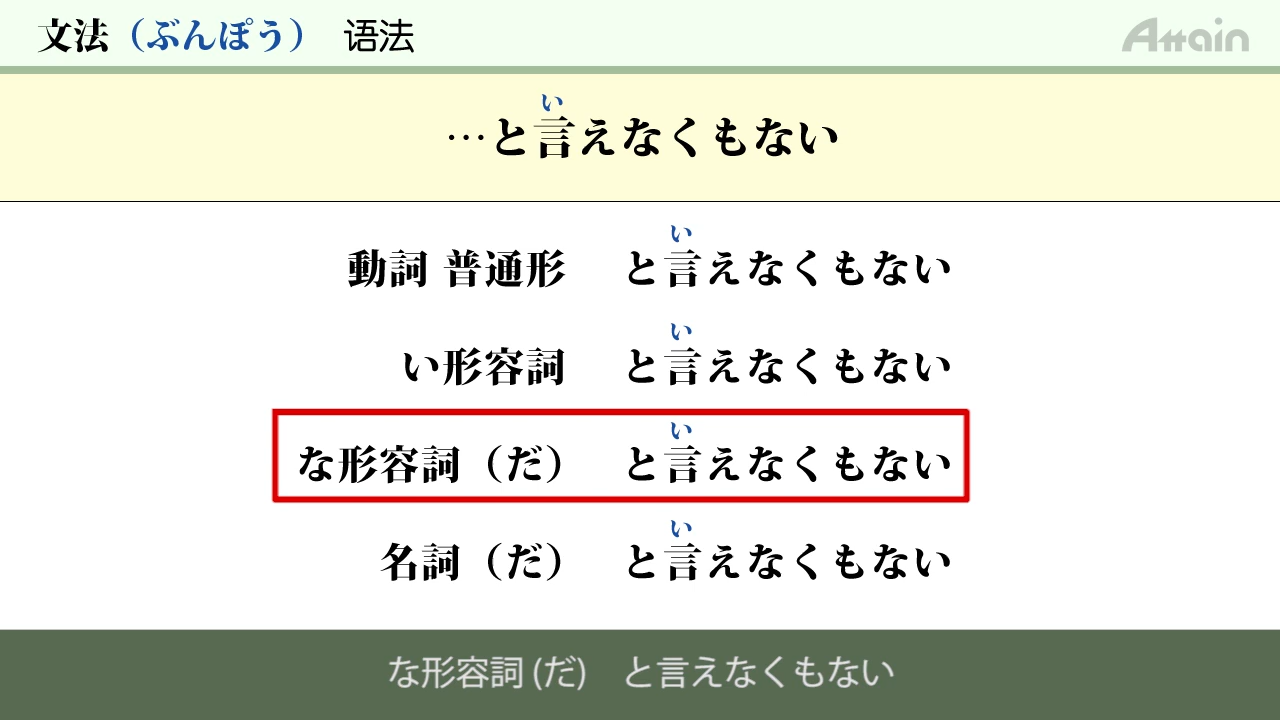 文法（ぶんぽう） 语法
Attain
い
…と言えなくもない
い
動詞 普通形 と言えなくもない
い
い形容詞 と言えなくもない
い
な形容詞（だ） と言えなくもない
い
名詞（だ） と言えなくもない
な形容詞 (だ) と言えなくもない